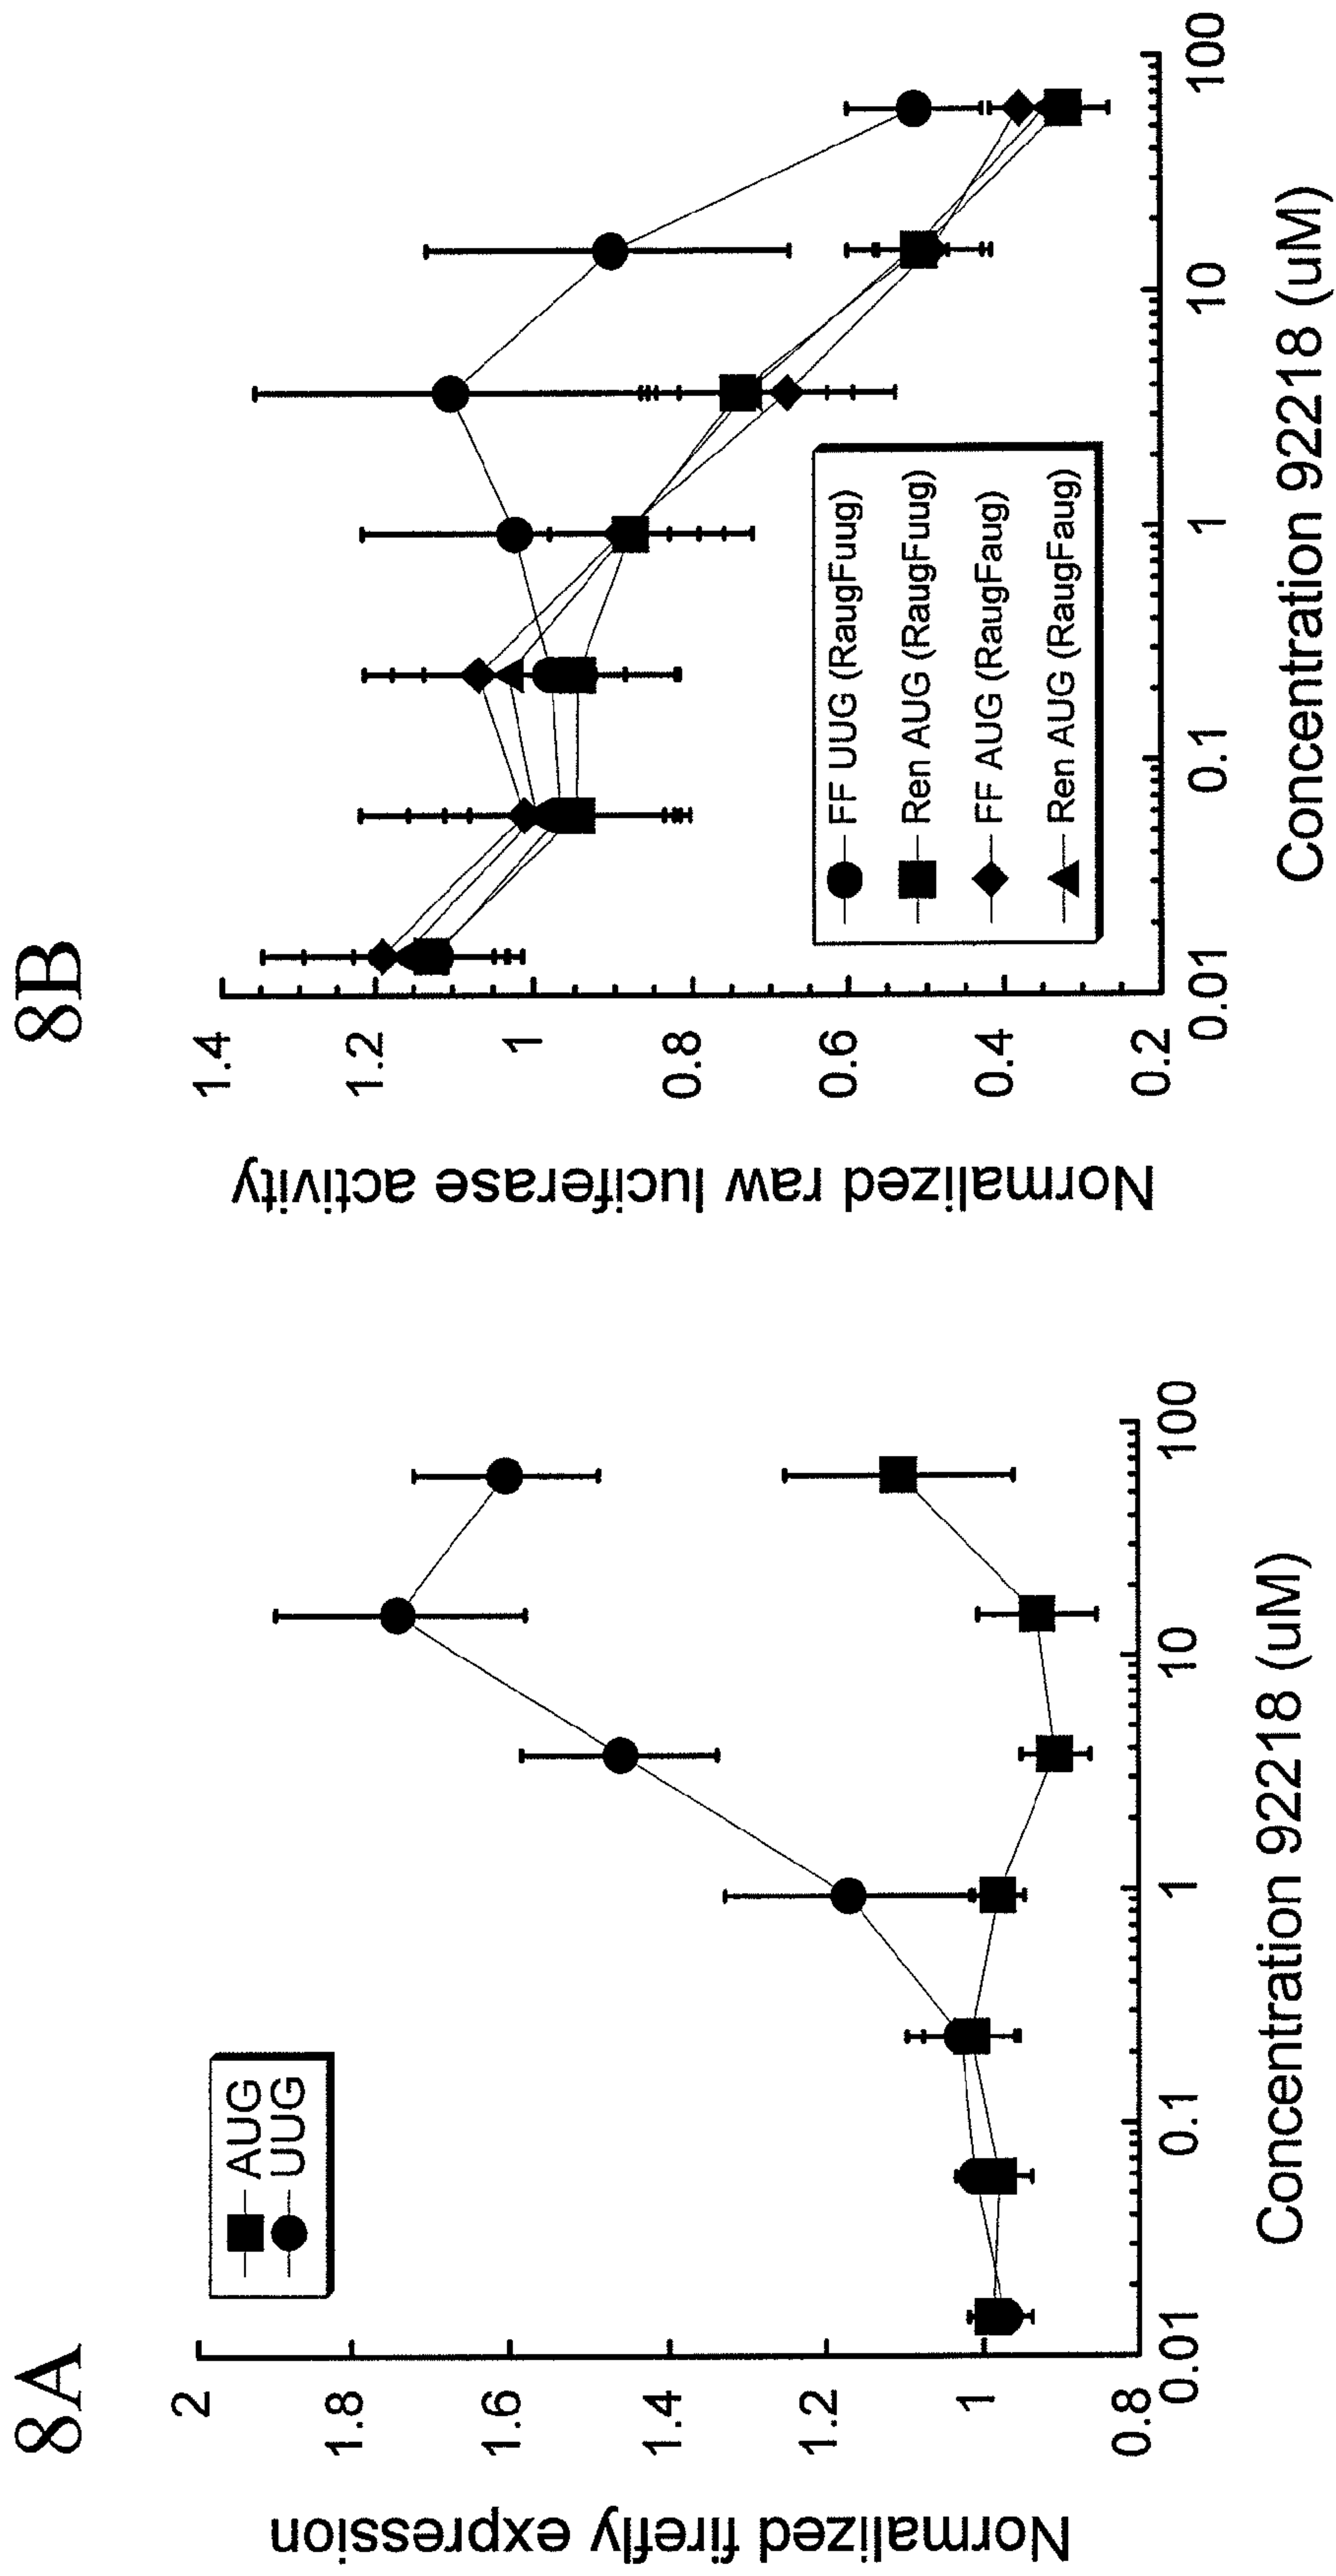 8A
Normalized firefly expression
2
1.8
1.6
1.4
1.2
1
0.8
AUG
UUG
0.01
0.1
1
10
100
Concentration 92218 (uM)
8B
Normalized raw luciferase activity
1.4
1.2
1
0.8
0.6
0.4
0.2
FF UUG (RaugFuug)
Ren AUG (RaugFuug)
FF AUG (RaugFaug)
Ren AUG (RaugFaug)
0.01
0.1
1
10
100
Concentration 92218 (uM)